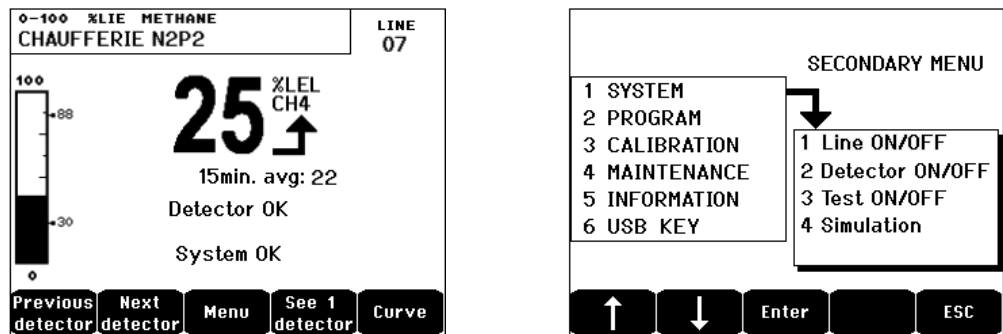 0-100 %LIE METHANE
CHAUFFERIE N2P2
LINE
07
100
88
30
0
25
%LEL
CH4
15min. avg: 22
Detector OK
System OK
Previous detector
Next detector
Menu
See 1 detector
Curve
SECONDARY MENU
1 SYSTEM
2 PROGRAM
3 CALIBRATION
4 MAINTENANCE
5 INFORMATION
6 USB KEY
1 Line ON/OFF
2 Detector ON/OFF
3 Test ON/OFF
4 Simulation
Enter
ESC